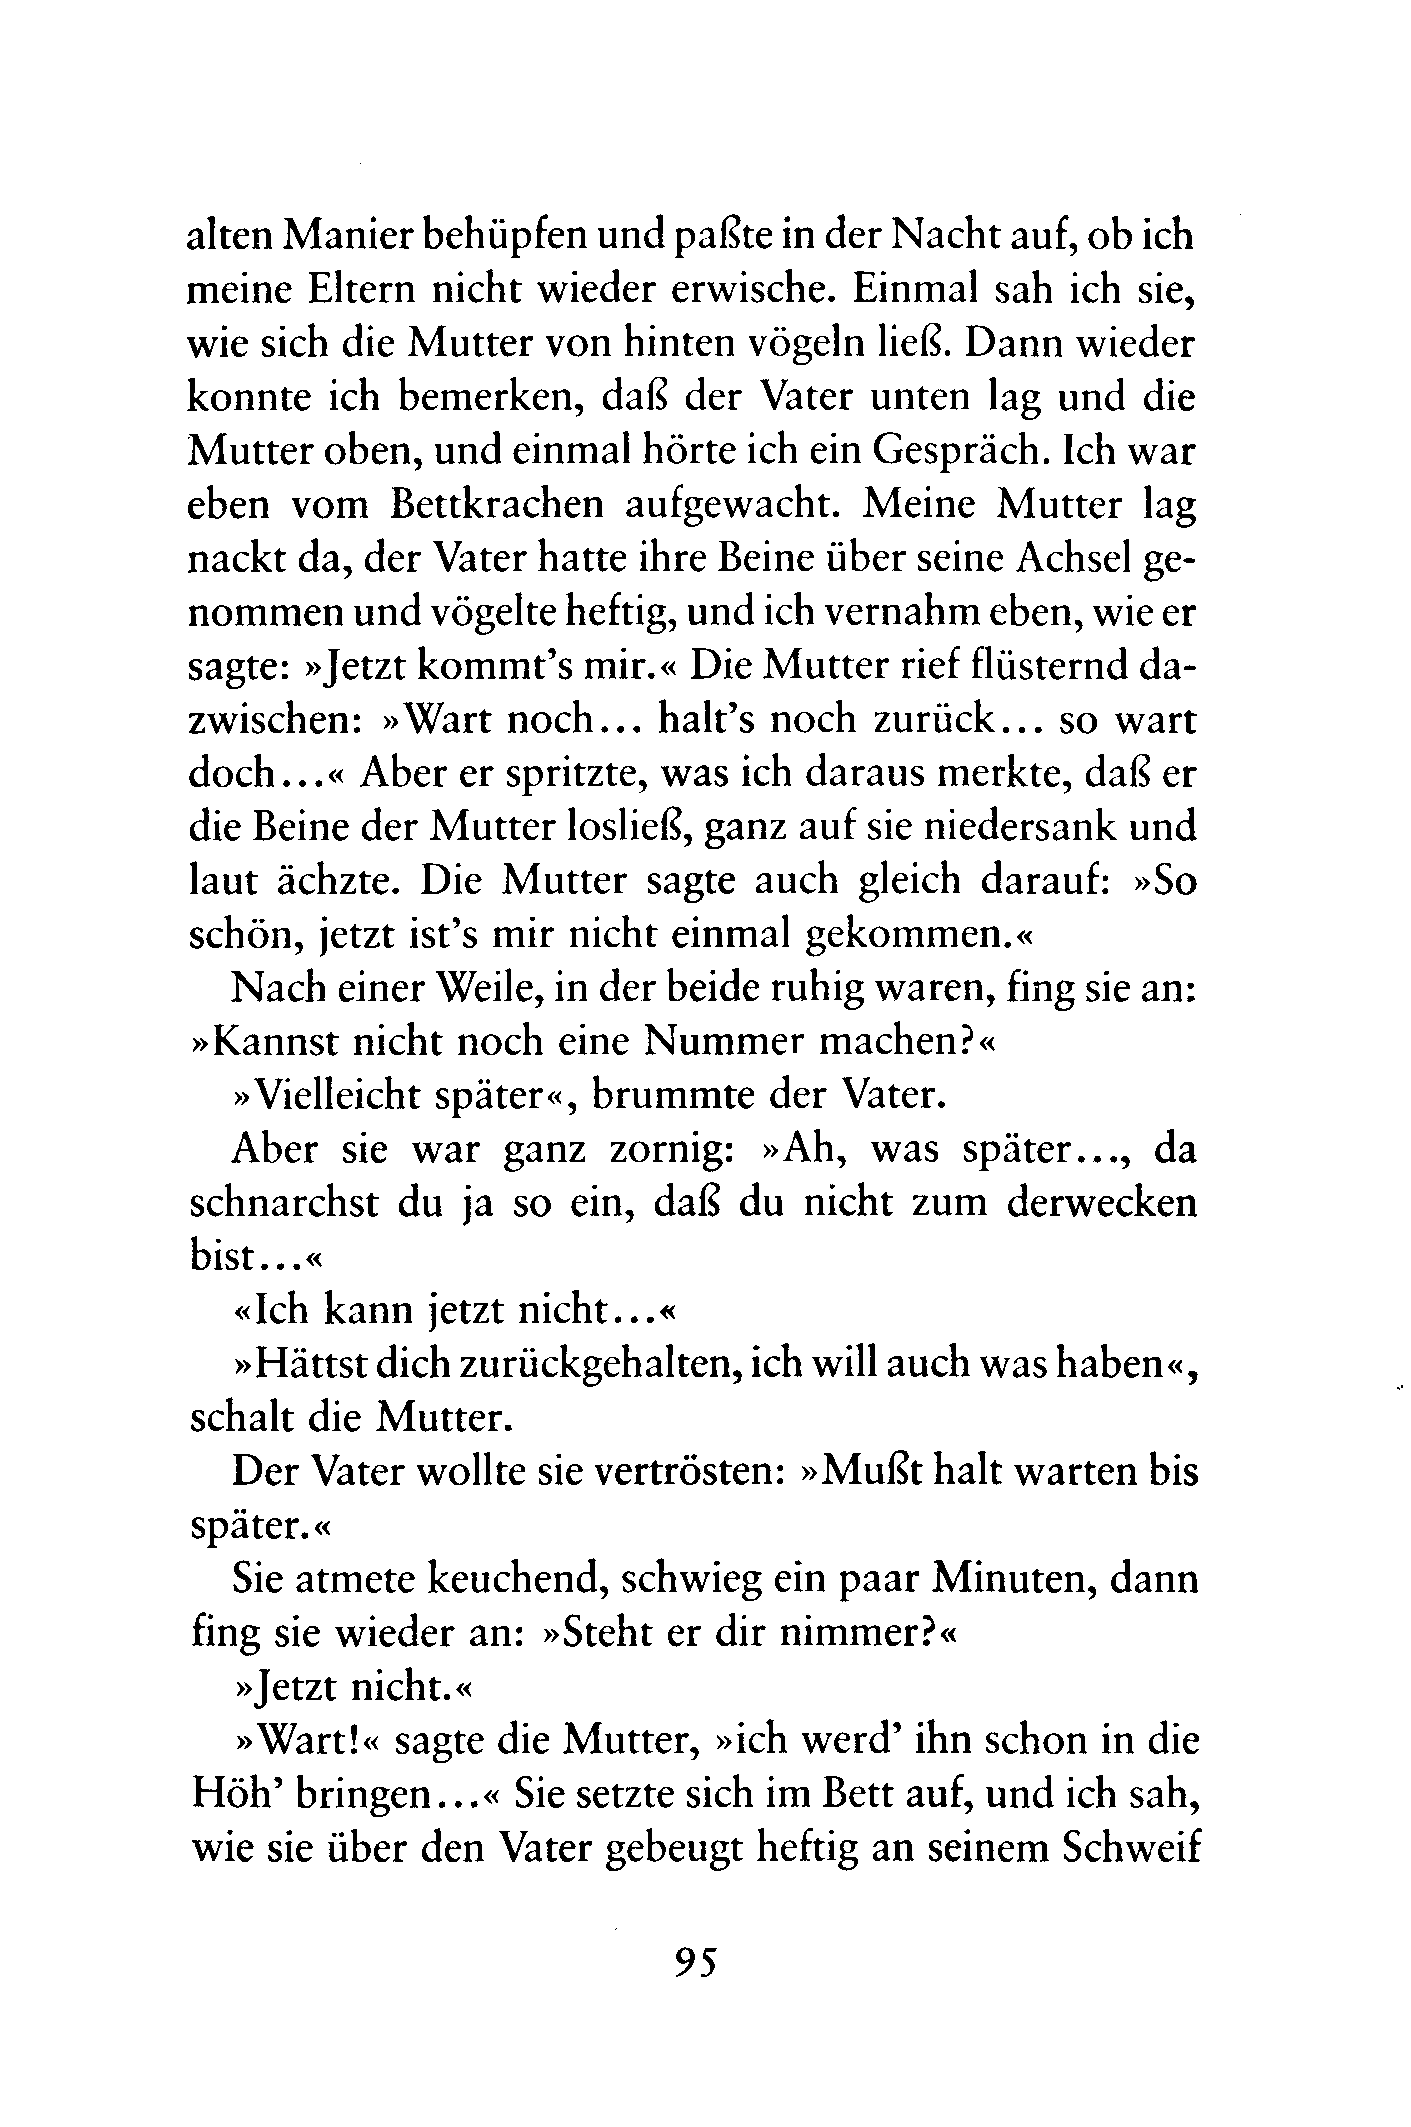 alten Manier behüpfen und paßte in der Nacht auf, ob ich
meine Eltern nicht wieder erwische. Einmal sah ich sie,
wie sich die Mutter von hinten vögeln ließ. Dann wieder
konnte ich bemerken, daß der Vater unten lag und die
Mutter oben, und einmal hörte ich ein Gespräch. Ich war
eben vom Bettkrachen aufgewacht. Meine Mutter lag
nackt da, der Vater hatte ihre Beine über seine Achsel ge-
nommen und vögelte heftig, und ich vernahm eben, wie er
sagte: »Jetzt kommt’s mir.« Die Mutter rief flüsternd da-
zwischen: »Wart noch... halt’s noch zurück... so wart
doch...« Aber er spritzte, was ich daraus merkte, daß er
die Beine der Mutter losließ, ganz auf sie niedersank und
laut ächzte. Die Mutter sagte auch gleich darauf: »So
schön, jetzt ist’s mir nicht einmal gekommen.«
Nach einer Weile, in der beide ruhig waren, fing sie an:
»Kannst nicht noch eine Nummer machen?«
»Vielleicht später«, brummte der Vater.
Aber sie war ganz zornig: »Ah, was später..., da
schnarchst du ja so ein, daß du nicht zum derwecken
bist...«
«Ich kann jetzt nicht...«
»Hättst dich zurückgehalten, ich will auch was haben«,
schalt die Mutter.
Der Vater wollte sie vertrösten: »Mußt halt warten bis
später.«
Sie atmete keuchend, schwieg ein paar Minuten, dann
fing sie wieder an: »Steht er dir nimmer?«
»Jetzt nicht.«
»Wart!« sagte die Mutter, »ich werd’ ihn schon in die
Höh’ bringen...« Sie setzte sich im Bett auf, und ich sah,
wie sie über den Vater gebeugt heftig an seinem Schweif
95